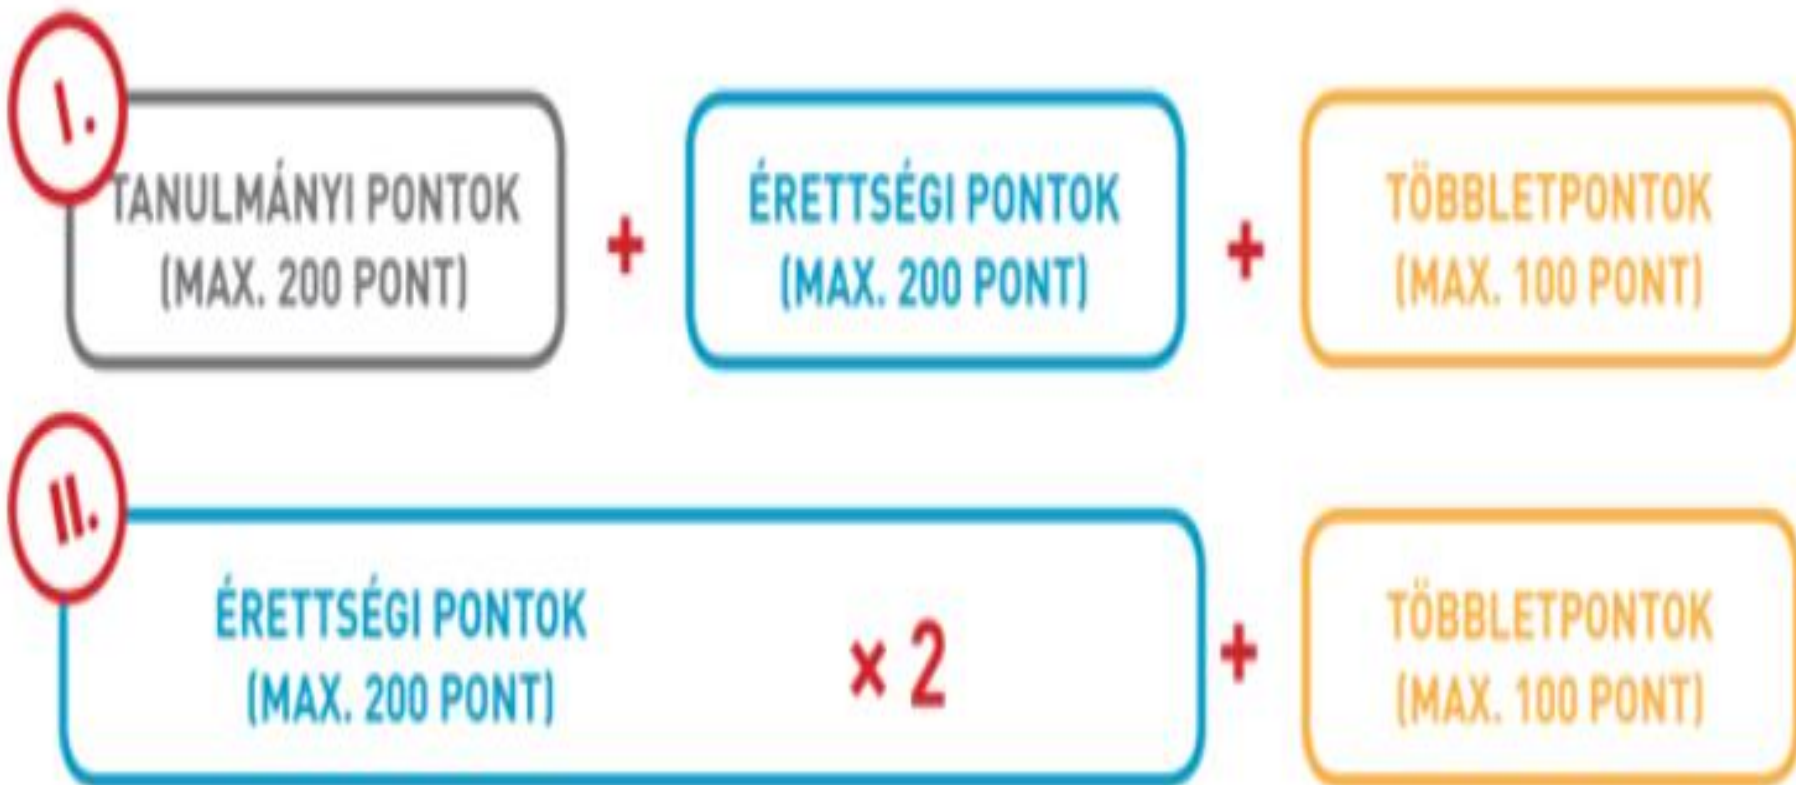 I.
TANULMÁNYI PONTOK
(MAX. 200 PONT)
+
ÉRETTSÉGI PONTOK
(MAX. 200 PONT)
+
TÖBBLETPONTOK
(MAX. 100 PONT)
II.
ÉRETTSÉGI PONTOK
(MAX. 200 PONT)
× 2
+
TÖBBLETPONTOK
(MAX. 100 PONT)